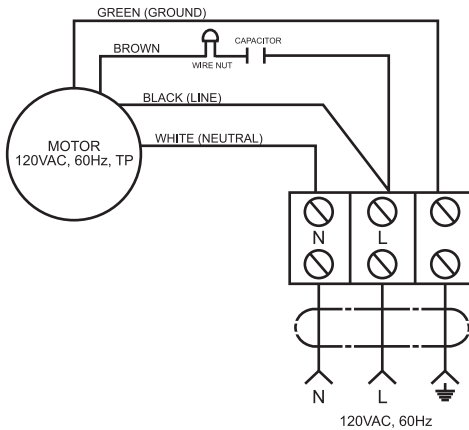 GREEN (GROUND)
BROWN
WIRE NUT
CAPACITOR
BLACK (LINE)
WHITE (NEUTRAL)
MOTOR
120VAC, 60Hz, TP
N L
N L
120VAC, 60Hz